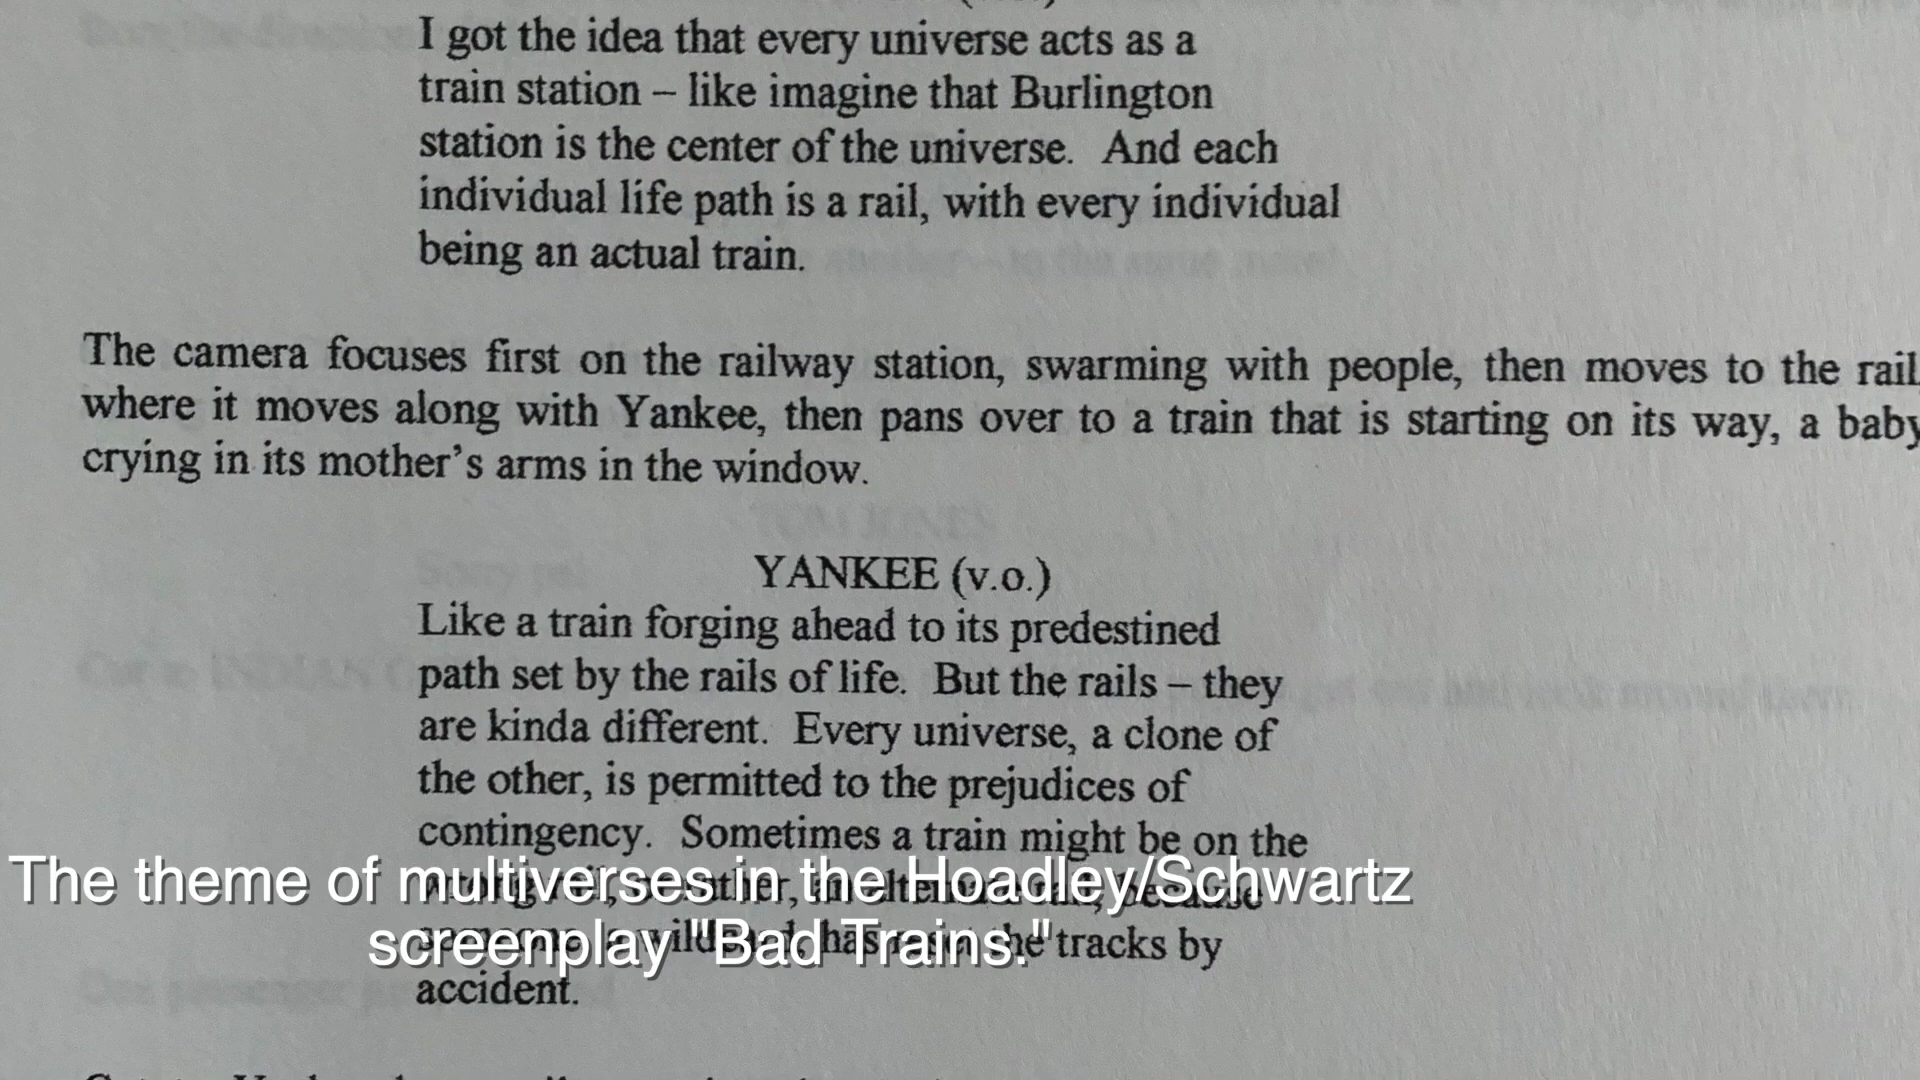 I got the idea that every universe acts as a
train station – like imagine that Burlington
station is the center of the universe.  And each
individual life path is a rail, with every individual
being an actual train.
The camera focuses first on the railway station, swarming with people, then moves to the rail
where it moves along with Yankee, then pans over to a train that is starting on its way, a baby
crying in its mother’s arms in the window.
YANKEE (v.o.)
Like a train forging ahead to its predestined
path set by the rails of life.  But the rails – they
are kinda different.  Every universe, a clone of
the other, is permitted to the prejudices of
contingency.  Sometimes a train might be on the
because
has the tracks by
accident.
The theme of multiverses in the Hoadley/Schwartz
screenplay "Bad Trains."